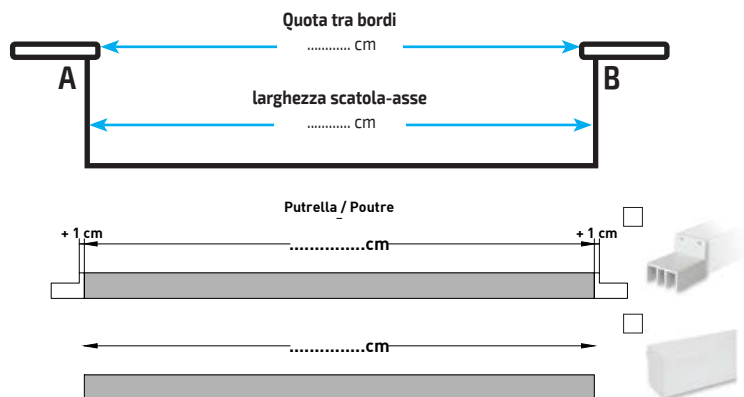 Quota tra bordi
............ cm
A
B
larghezza scatola-asse
............ cm
Putrella / Poutre
–
+ 1 cm
+ 1 cm
...............cm
...............cm